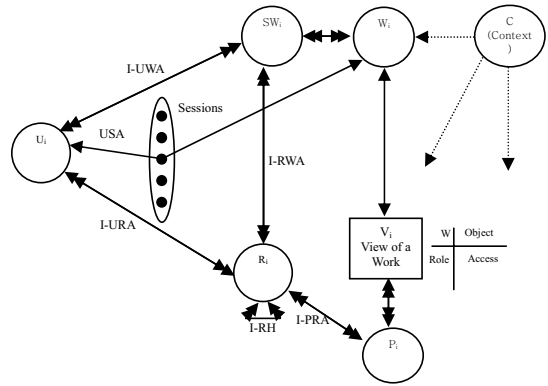 SWi
Wi
C
(Context
)
I-UWA
Sessions
USA
Ui
I-RWA
I-URA
Vi
View of a
Work
W
Object
Role
Access
Ri
I-RH
I-PRA
Pi